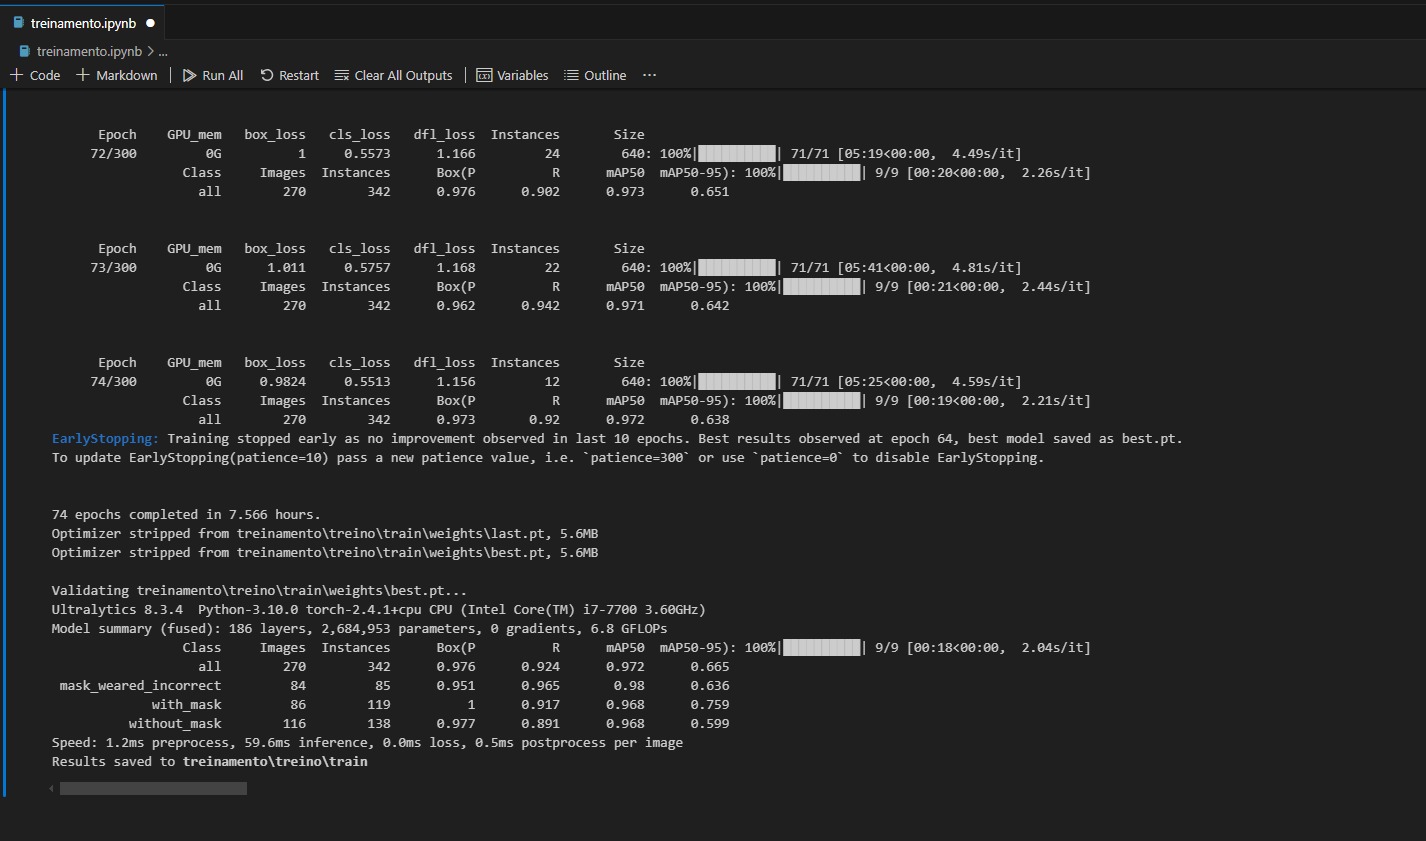 treinamento.ipynb
treinamento.ipynb > ...
+ Code + Markdown | Run All Restart Clear All Outputs | Variables Outline ...
Epoch GPU_mem box_loss cls_loss dfl_loss Instances Size
72/300 0G 1 0.5573 1.166 24 640: 100%|██████████| 71/71 [05:19<00:00, 4.49s/it]
Class Images Instances Box(P R mAP50 mAP50-95): 100%|██████████| 9/9 [00:20<00:00, 2.26s/it]
all 270 342 0.976 0.902 0.973 0.651
Epoch GPU_mem box_loss cls_loss dfl_loss Instances Size
73/300 0G 1.011 0.5757 1.168 22 640: 100%|██████████| 71/71 [05:41<00:00, 4.81s/it]
Class Images Instances Box(P R mAP50 mAP50-95): 100%|██████████| 9/9 [00:21<00:00, 2.44s/it]
all 270 342 0.962 0.942 0.971 0.642
Epoch GPU_mem box_loss cls_loss dfl_loss Instances Size
74/300 0G 0.9824 0.5513 1.156 12 640: 100%|██████████| 71/71 [05:25<00:00, 4.59s/it]
Class Images Instances Box(P R mAP50 mAP50-95): 100%|██████████| 9/9 [00:19<00:00, 2.21s/it]
all 270 342 0.973 0.92 0.972 0.638
EarlyStopping: Training stopped early as no improvement observed in last 10 epochs. Best results observed at epoch 64, best model saved as best.pt.
To update EarlyStopping(patience=10) pass a new patience value, i.e. `patience=300` or use `patience=0` to disable EarlyStopping.
74 epochs completed in 7.566 hours.
Optimizer stripped from treinamento\treino\train\weights\last.pt, 5.6MB
Optimizer stripped from treinamento\treino\train\weights\best.pt, 5.6MB
Validating treinamento\treino\train\weights\best.pt...
Ultralytics 8.3.4 Python-3.10.0 torch-2.4.1+cpu CPU (Intel Core(TM) i7-7700 3.60GHz)
Model summary (fused): 186 layers, 2,684,953 parameters, 0 gradients, 6.8 GFLOPs
Class Images Instances Box(P R mAP50 mAP50-95): 100%|██████████| 9/9 [00:18<00:00, 2.04s/it]
all 270 342 0.976 0.924 0.972 0.665
mask_weared_incorrect 84 85 0.951 0.965 0.98 0.636
with_mask 86 119 1 0.917 0.968 0.759
without_mask 116 138 0.977 0.891 0.968 0.599
Speed: 1.2ms preprocess, 59.6ms inference, 0.0ms loss, 0.5ms postprocess per image
Results saved to treinamento\treino\train